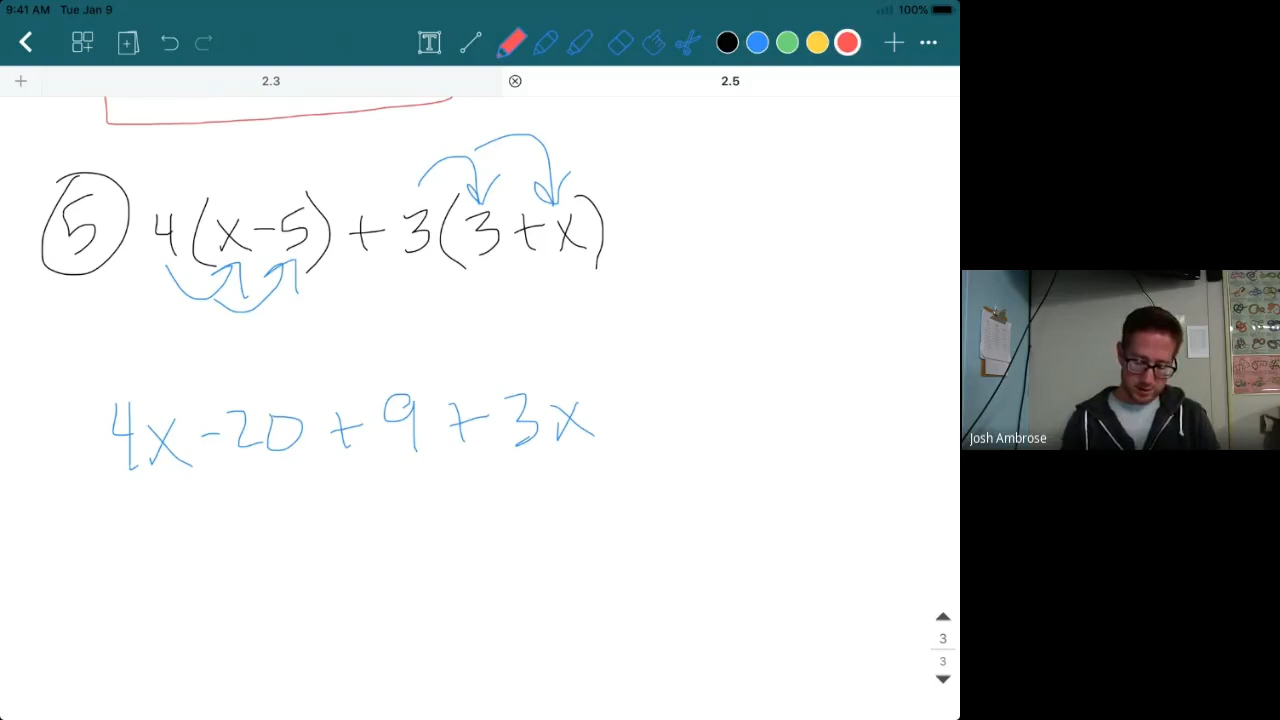 9:41 AM Tue Jan 9
100%
T
2.3
2.5
5 4(x-5)+3(3+x)
4x-20+9+3x
Josh Ambrose
3
3